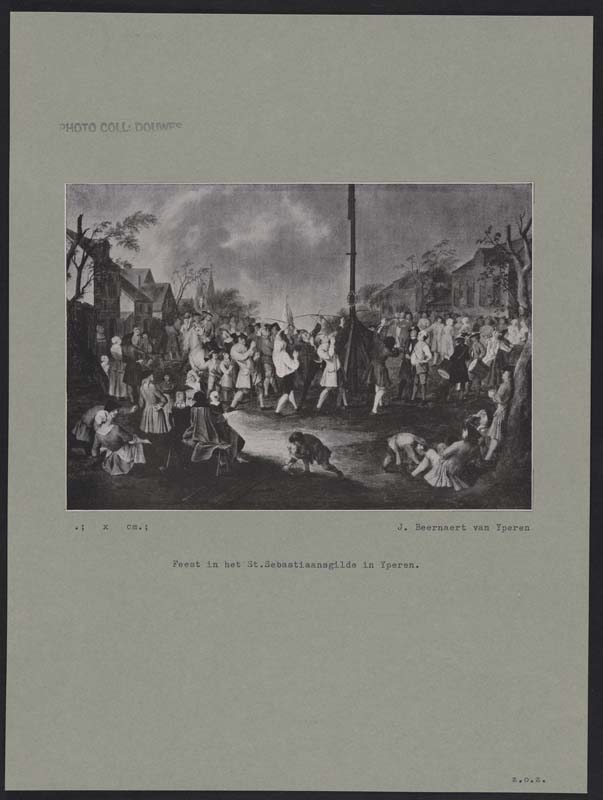 PHOTO COLL: DOUWES
.; x cm.; J. Beernaert van Yperen
Feest in het St.Sebastiaansgilde in Yperen.
z.o.z.